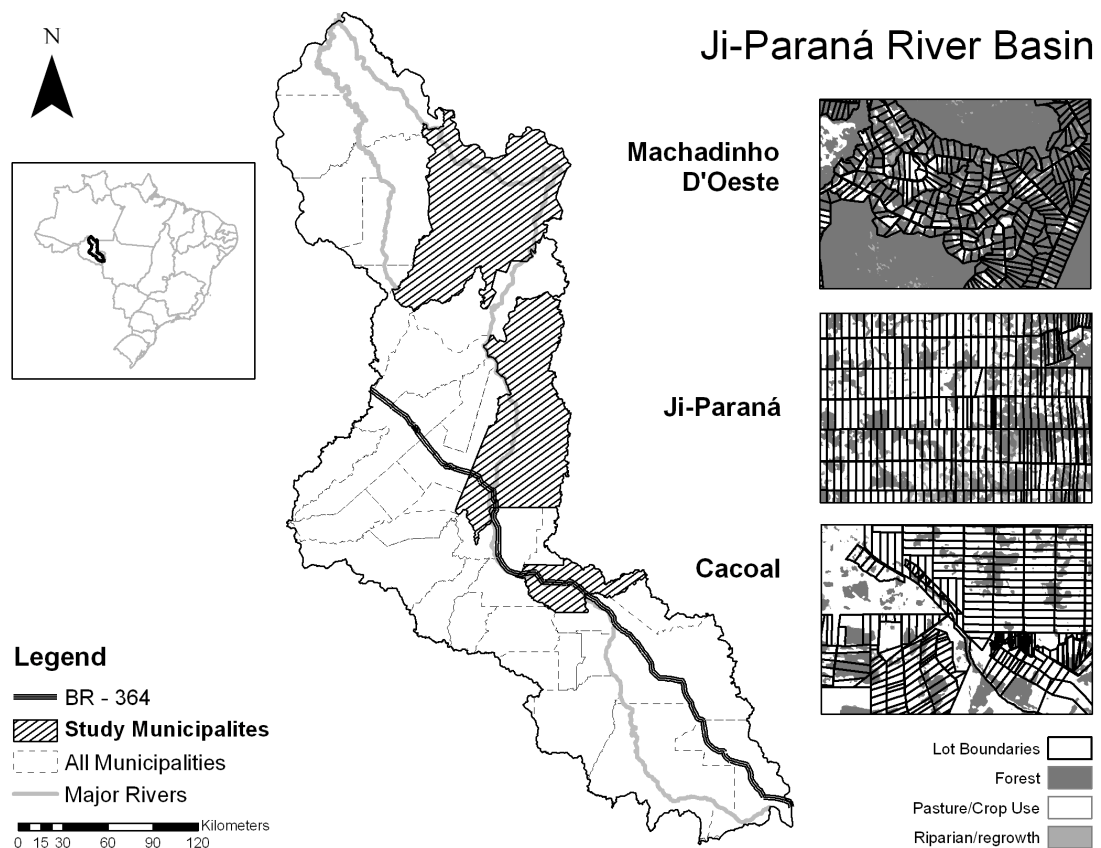 Ji-Paraná River Basin
N
Machadinho
D'Oeste
Ji-Paraná
Cacoal
Legend
BR - 364
Study Municipalites
All Municipalities
Major Rivers
Kilometers
0 15 30 60 90 120
Lot Boundaries
Forest
Pasture/Crop Use
Riparian/regrowth